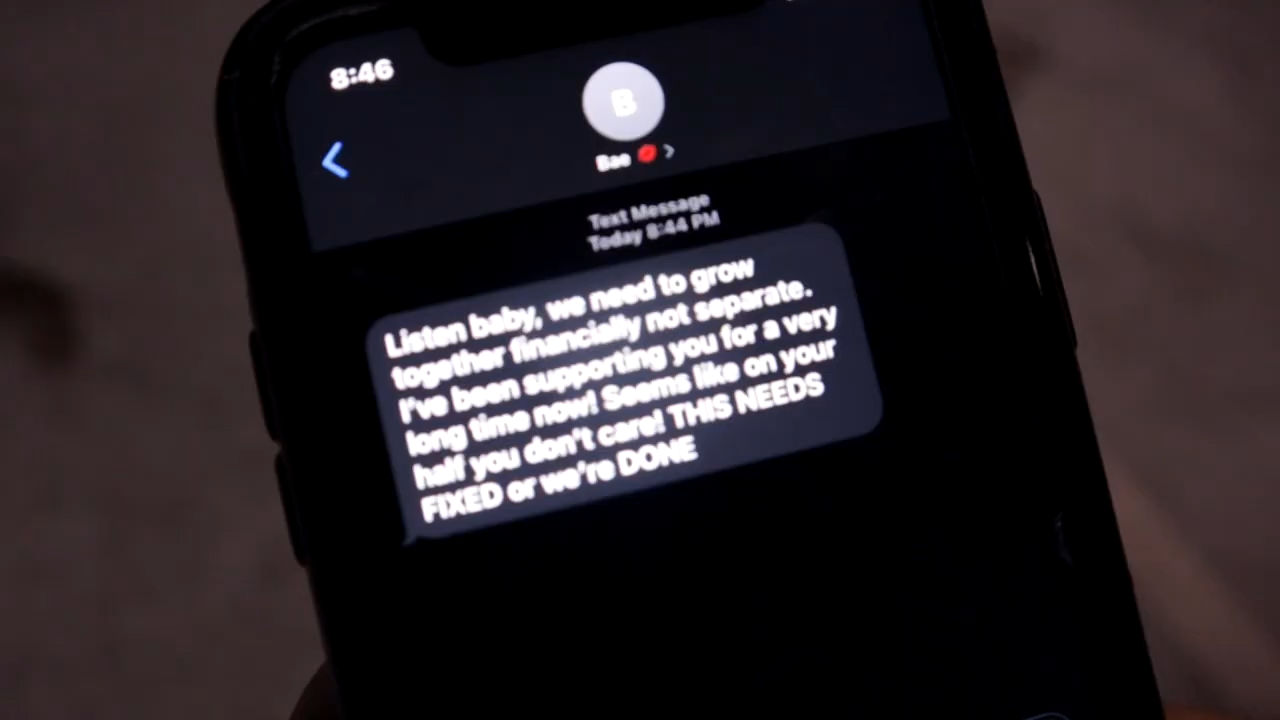 8:46
B
Bae 💋 >
Text Message
Today 8:44 PM
Listen baby, we need to grow
together financially not separate.
I've been supporting you for a very
long time now! Seems like on your
half you don't care! THIS NEEDS
FIXED or we're DONE